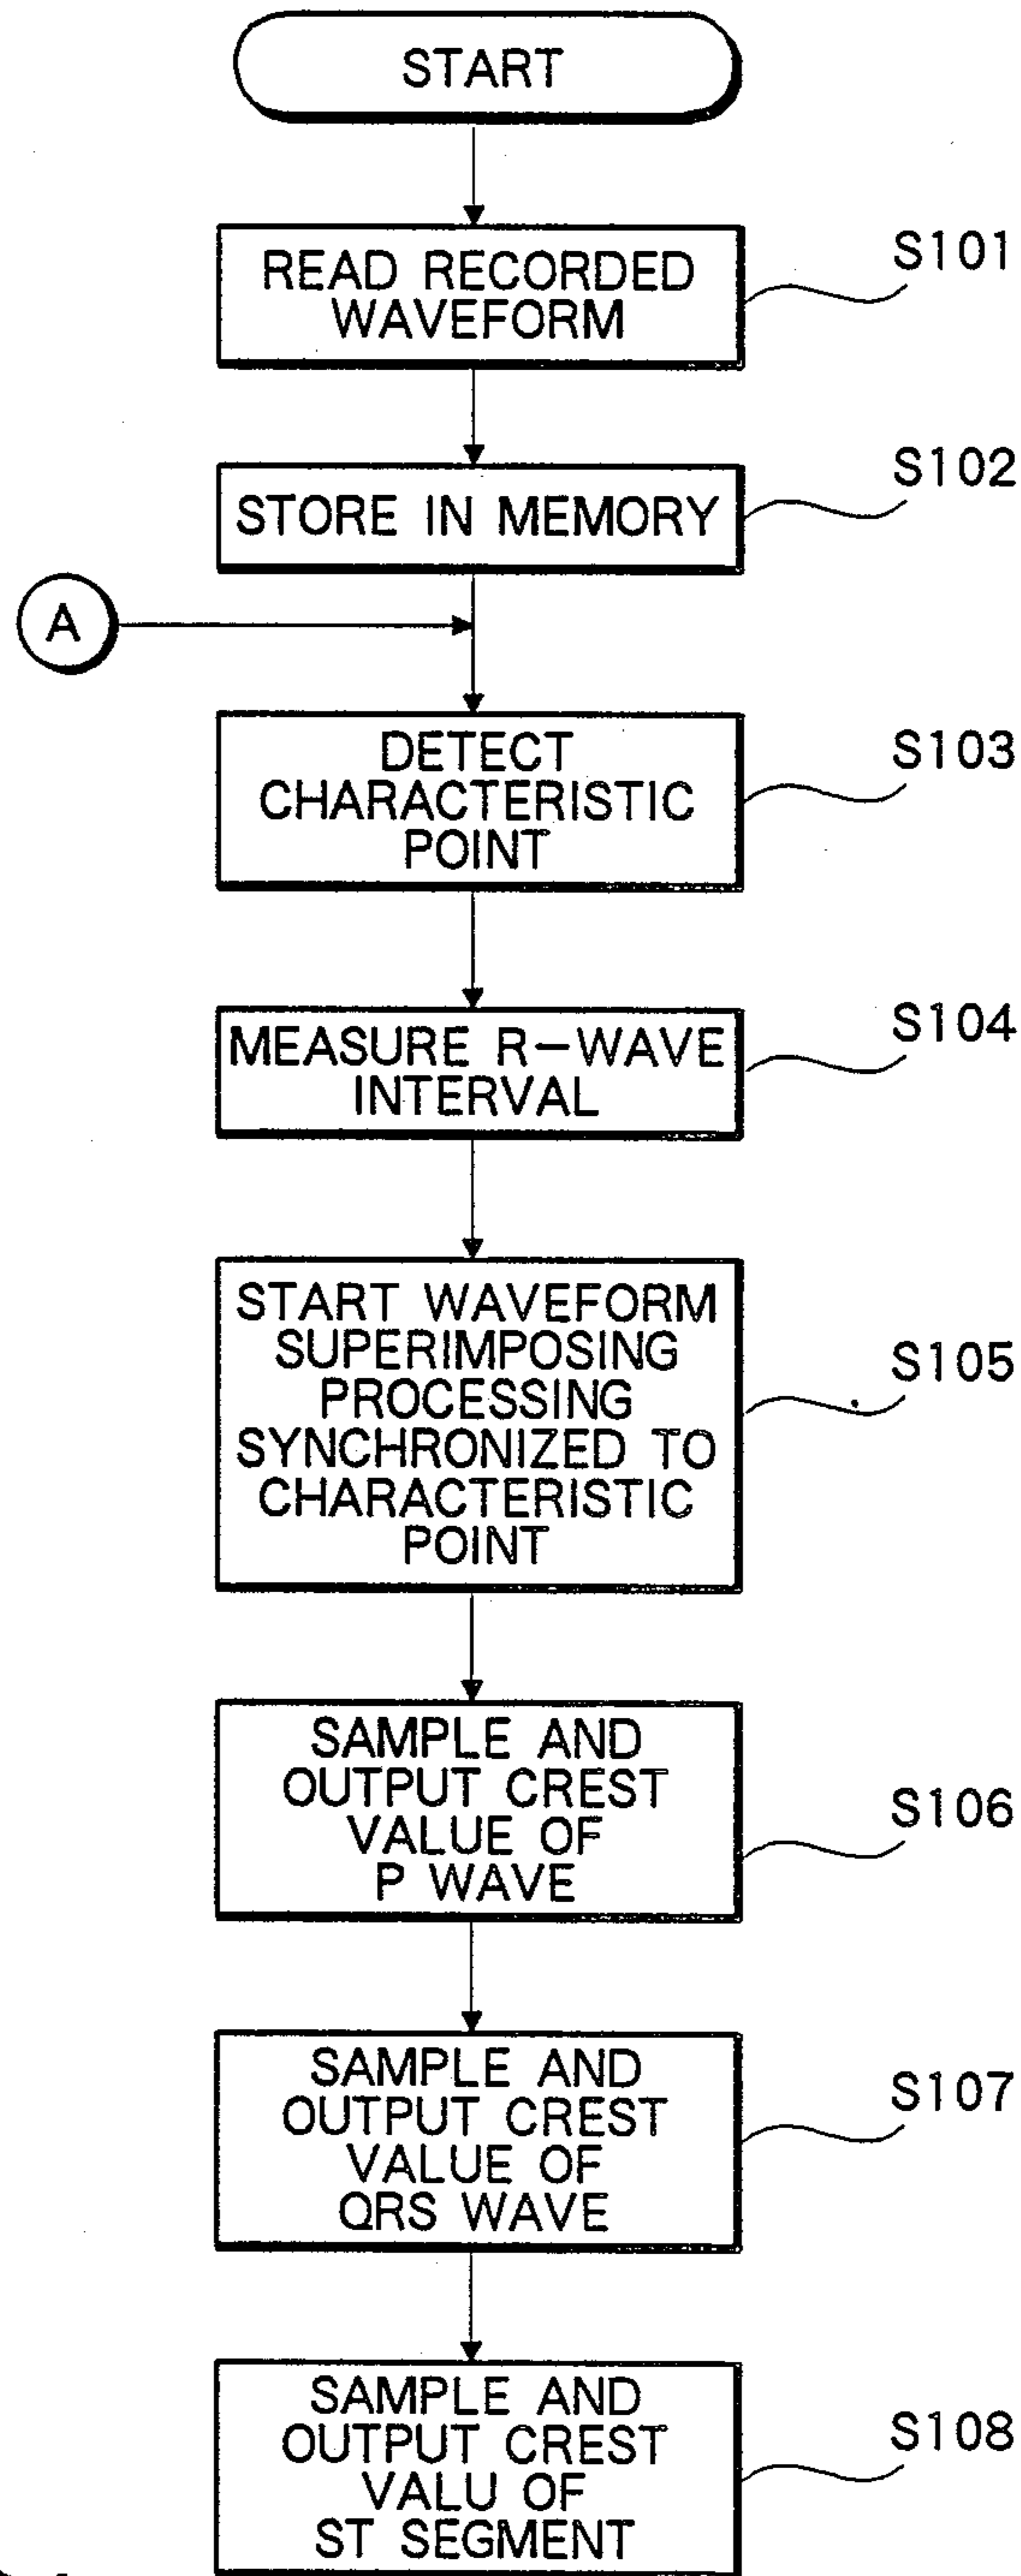 START
READ RECORDED
WAVEFORM
S101
STORE IN MEMORY
S102
A
DETECT
CHARACTERISTIC
POINT
S103
MEASURE R-WAVE
INTERVAL
S104
START WAVEFORM
SUPERIMPOSING
PROCESSING
SYNCHRONIZED TO
CHARACTERISTIC
POINT
S105
SAMPLE AND
OUTPUT CREST
VALUE OF
P WAVE
S106
SAMPLE AND
OUTPUT CREST
VALUE OF
QRS WAVE
S107
SAMPLE AND
OUTPUT CREST
VALU OF
ST SEGMENT
S108